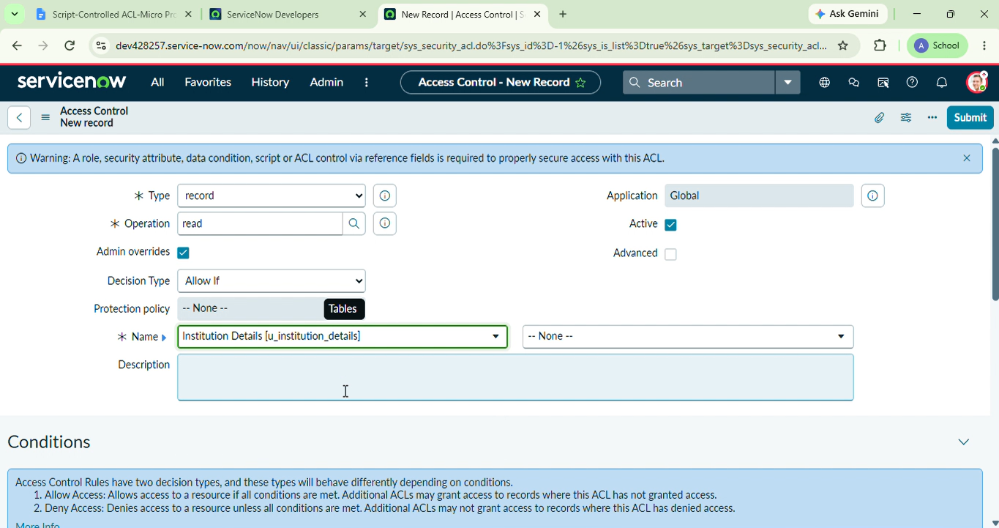 Script-Controlled ACL-Micro Pr
ServiceNow Developers
New Record | Access Control | S
Ask Gemini
dev428257.service-now.com/now/nav/ui/classic/params/target/sys_security_acl.do%3Fsys_id%3D-1%26sys_is_list%3Dtrue%26sys_target%3Dsys_security_acl...
A School
servicenow All Favorites History Admin
Access Control - New Record
Search
Access Control
New record
Submit
Warning: A role, security attribute, data condition, script or ACL control via reference fields is required to properly secure access with this ACL.
* Type record
Application Global
* Operation read
Active
Admin overrides
Advanced
Decision Type Allow If
Protection policy -- None --
Tables
* Name Institution Details [u_institution_details]
-- None --
Description
Conditions
Access Control Rules have two decision types, and these types will behave differently depending on conditions.
1. Allow Access: Allows access to a resource if all conditions are met. Additional ACLs may grant access to records where this ACL has not granted access.
2. Deny Access: Denies access to a resource unless all conditions are met. Additional ACLs may not grant access to records where this ACL has denied access.
More Info